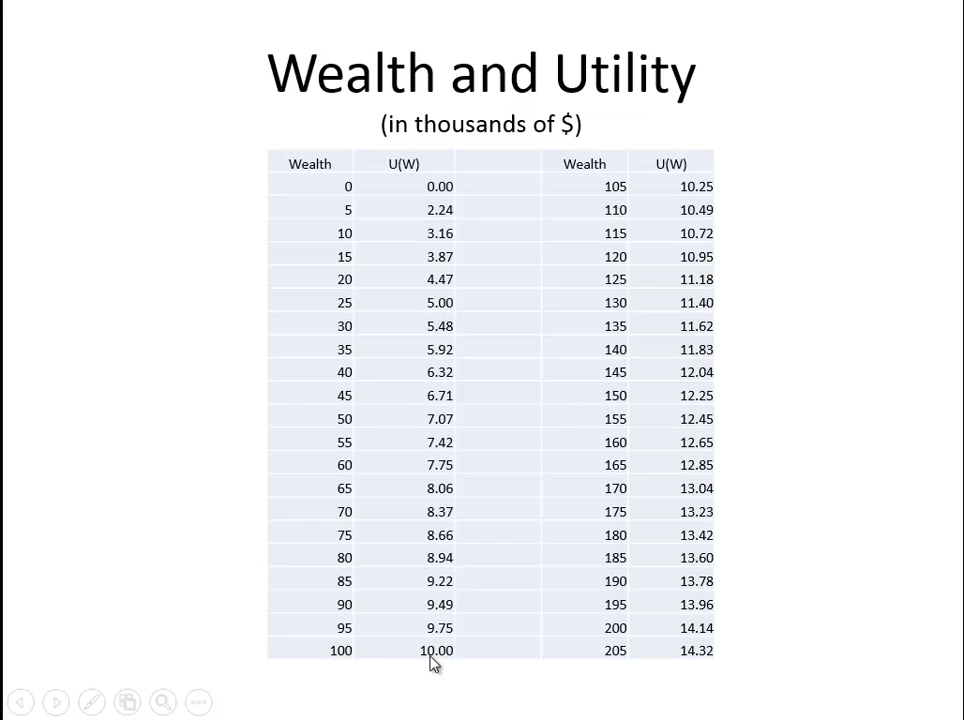 Wealth and Utility
(in thousands of $)
Wealth U(W) Wealth U(W)
0 0.00 105 10.25
5 2.24 110 10.49
10 3.16 115 10.72
15 3.87 120 10.95
20 4.47 125 11.18
25 5.00 130 11.40
30 5.48 135 11.62
35 5.92 140 11.83
40 6.32 145 12.04
45 6.71 150 12.25
50 7.07 155 12.45
55 7.42 160 12.65
60 7.75 165 12.85
65 8.06 170 13.04
70 8.37 175 13.23
75 8.66 180 13.42
80 8.94 185 13.60
85 9.22 190 13.78
90 9.49 195 13.96
95 9.75 200 14.14
100 10.00 205 14.32